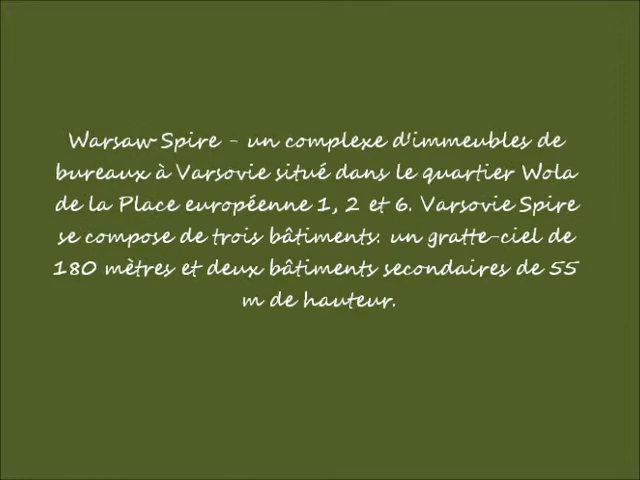 Warsaw Spire - un complexe d'immeubles de
bureaux à Varsovie situé dans le quartier Wola
de la Place européenne 1, 2 et 6. Varsovie Spire
se compose de trois bâtiments: un gratte-ciel de
180 mètres et deux bâtiments secondaires de 55
m de hauteur.